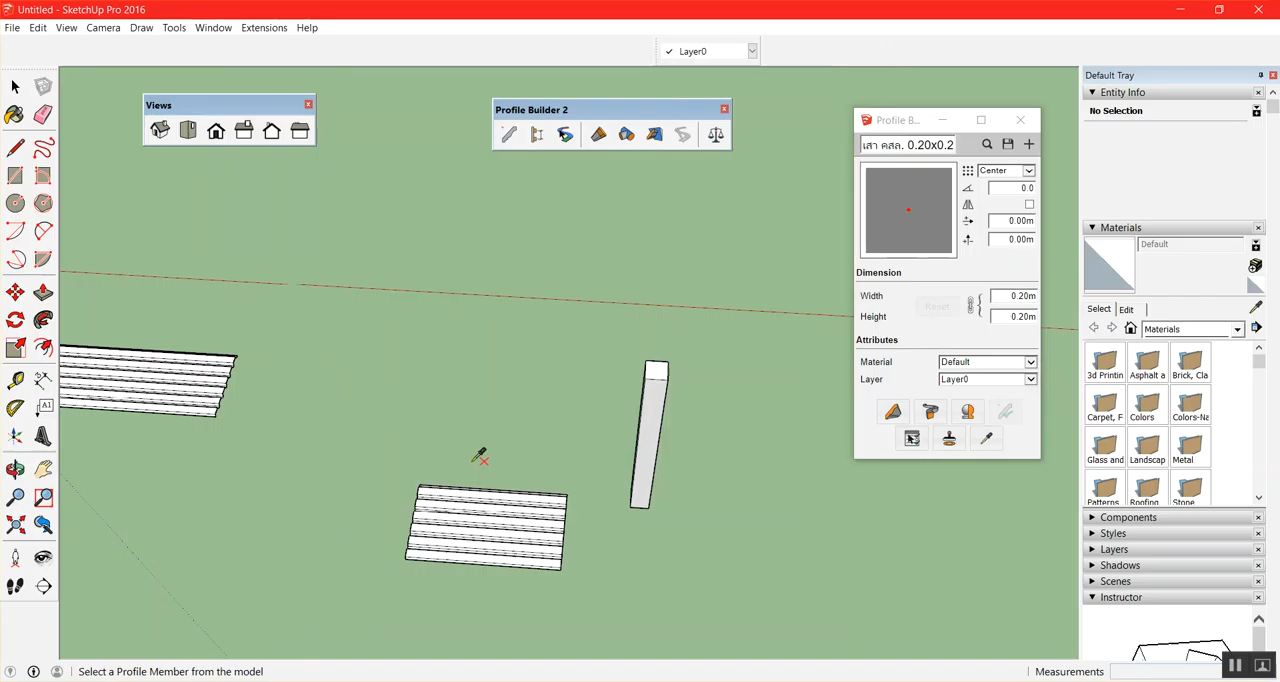 Untitled - SketchUp Pro 2016
File Edit View Camera Draw Tools Window Extensions Help
Layer0
Views
Profile Builder 2
Profile B...
เสา คสล. 0.20x0.2
Center
0.0
0.00m
0.00m
Dimension
Width 0.20m
Reset
Height 0.20m
Attributes
Material Default
Layer Layer0
Default Tray
Entity Info
No Selection
Materials
Default
Select Edit
Materials
3d Printin Asphalt a Brick, Cla
Carpet, F Colors Colors-Na
Glass and Landscap Metal
Patterns Roofing Stone
Components
Styles
Layers
Shadows
Scenes
Instructor
A1
Select a Profile Member from the model
Measurements